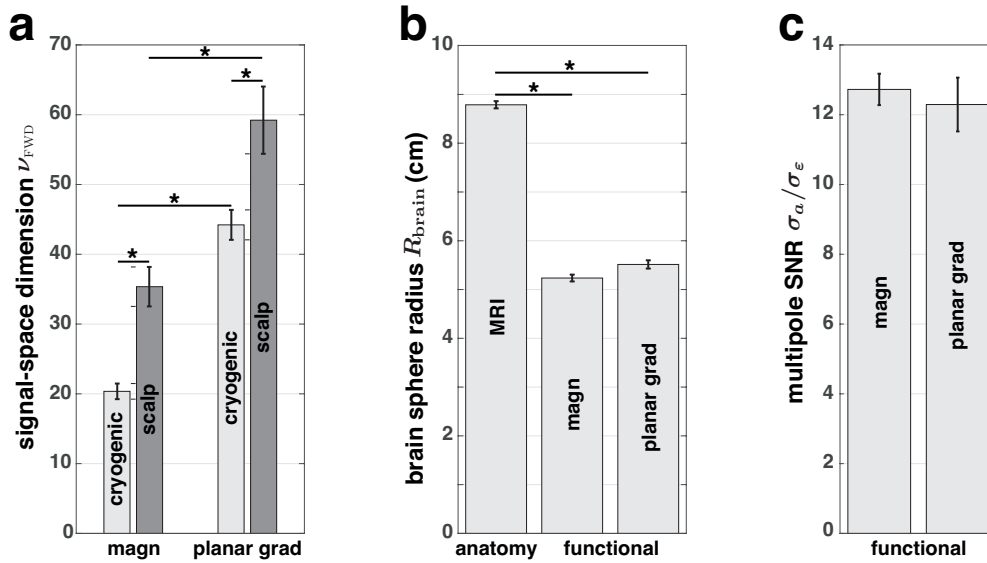 a
signal-space dimension νFWD
70
60
50
40
30
20
10
0
*
*
*
*
cryogenic
scalp
cryogenic
scalp
magn
planar grad
b
brain sphere radius Rbrain (cm)
10
8
6
4
2
0
*
*
MRI
magn
planar grad
anatomy
functional
c
multipole SNR σa/σε
14
12
10
8
6
4
2
0
magn
planar grad
functional